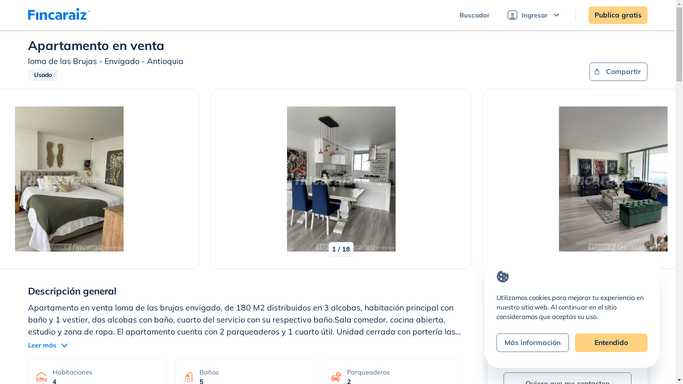 Fincaraiz
Buscador
Ingresar
Publica gratis
Apartamento en venta
loma de las Brujas - Envigado - Antioquia
Usado
Compartir
1 / 18
Descripción general
Apartamento en venta loma de las brujas envigado, de 180 M2 distribuidos en 3 alcobas, habitación principal con
baño y 1 vestier, dos alcobas con baño, cuarto del servicio con su respectivo baño.Sala comedor, cocina abierta,
estudio y zona de ropa. El apartamento cuenta con 2 parqueaderos y 1 cuarto útil. Unidad cerrado con portería las...
Leer más
Habitaciones
4
Baños
5
Parqueaderos
2
Utilizamos cookies para mejorar tu experiencia en
nuestro sitio web. Al continuar en el sitio
consideramos que aceptas su uso.
Más información
Entendido
Quiero que me contacten